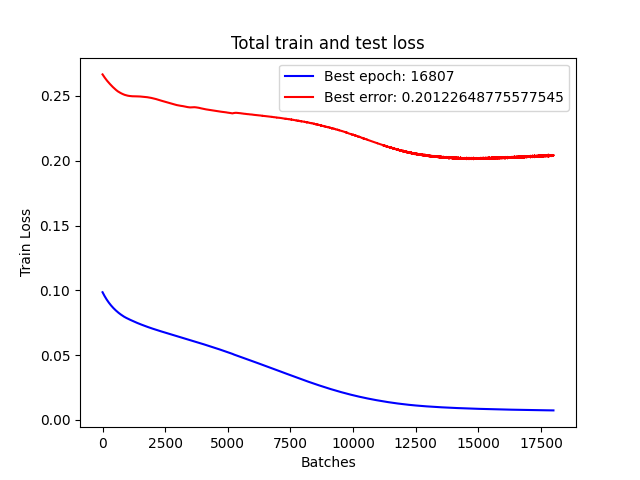 Total train and test loss
Best epoch: 16807
Best error: 0.20122648775577545
Train Loss
0.25
0.20
0.15
0.10
0.05
0.00
0 2500 5000 7500 10000 12500 15000 17500
Batches